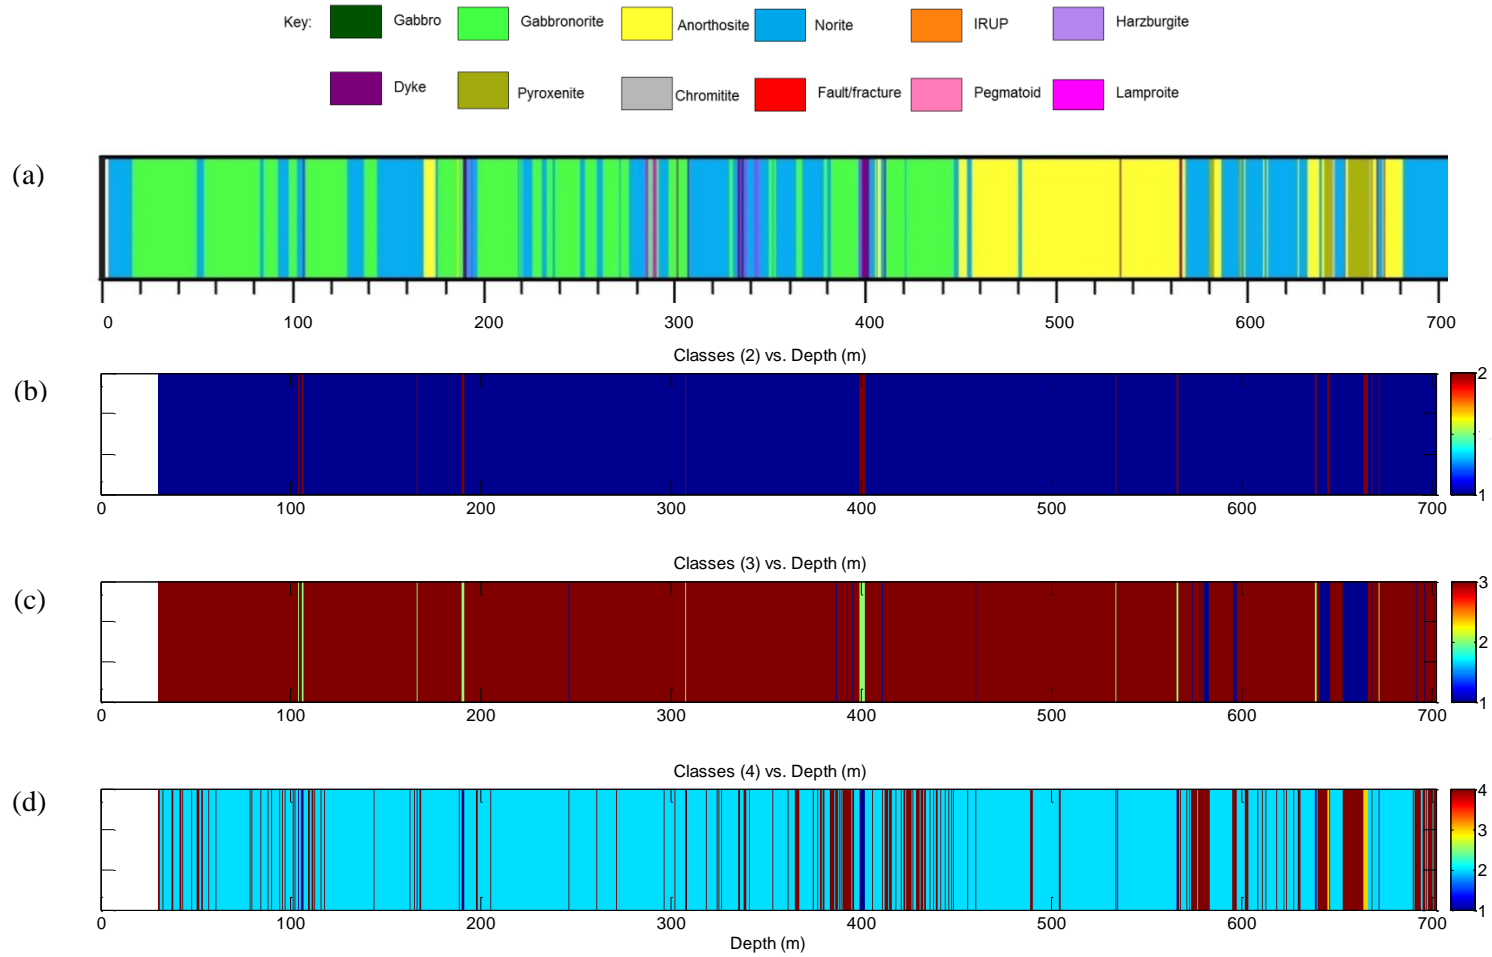 Key: Gabbro Gabbronorite Anorthosite Norite IRUP Harzburgite
Dyke Pyroxenite Chromitite Fault/fracture Pegmatoid Lamproite
(a)
0 100 200 300 400 500 600 700
Classes (2) vs. Depth (m)
(b)
2
1
0 100 200 300 400 500 600 700
Classes (3) vs. Depth (m)
(c)
3
2
1
0 100 200 300 400 500 600 700
Classes (4) vs. Depth (m)
(d)
4
3
2
1
0 100 200 300 400 500 600 700
Depth (m)